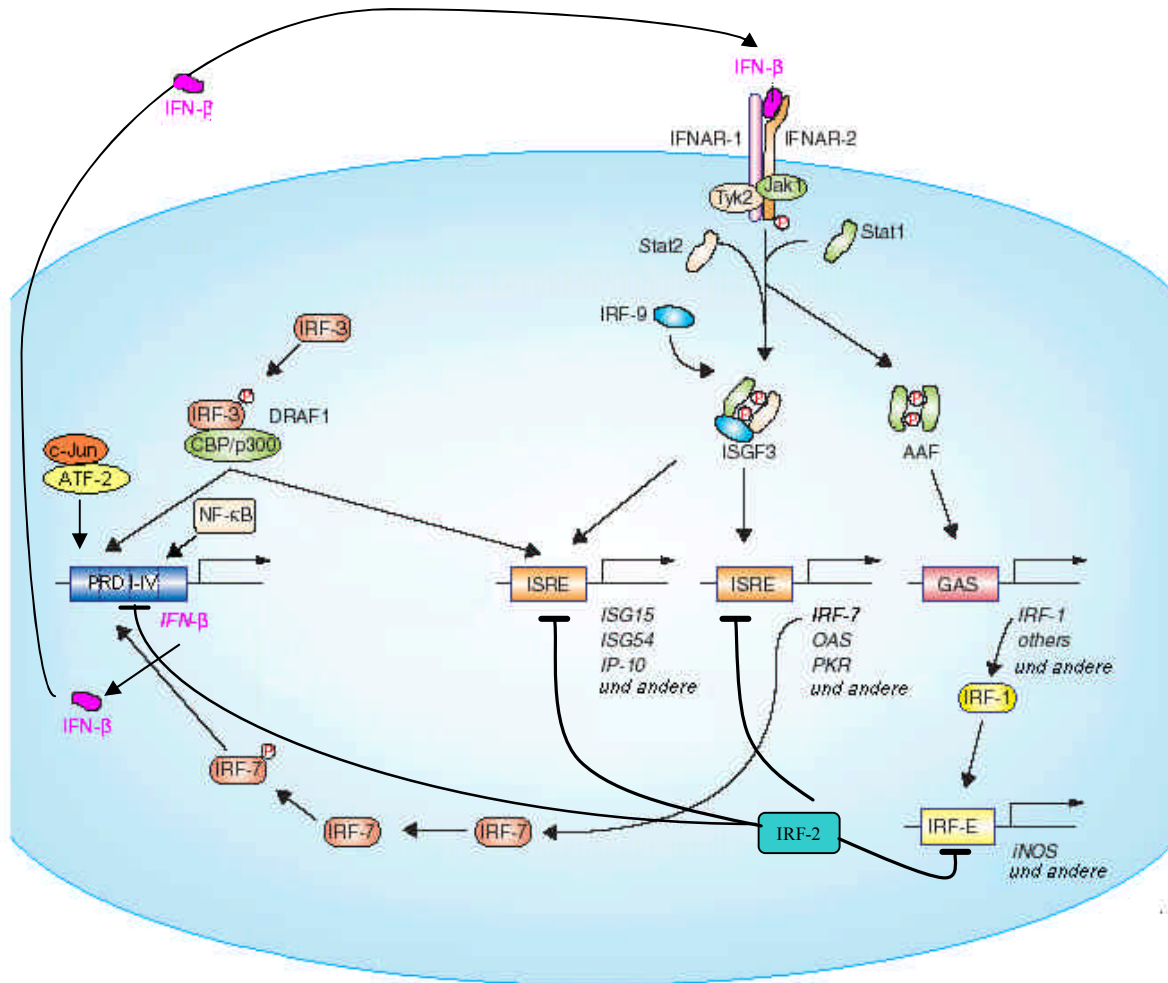 IFN-β
IFN-β
IFNAR-1
IFNAR-2
Tyk2
Jak1
P
Stat2
Stat1
IRF-9
IRF-3
P
IRF-3
DRAF1
CBP/p300
P
P
P
P
ISGF3
AAF
c-Jun
ATF-2
NF-κB
PRD I-IV
ISRE
ISRE
GAS
IFN-β
ISG15
ISG54
IP-10
und andere
IRF-7
OAS
PKR
und andere
IRF-1
others
und andere
IFN-β
IRF-1
P
IRF-7
IRF-7
IRF-7
IRF-2
IRF-E
iNOS
und andere